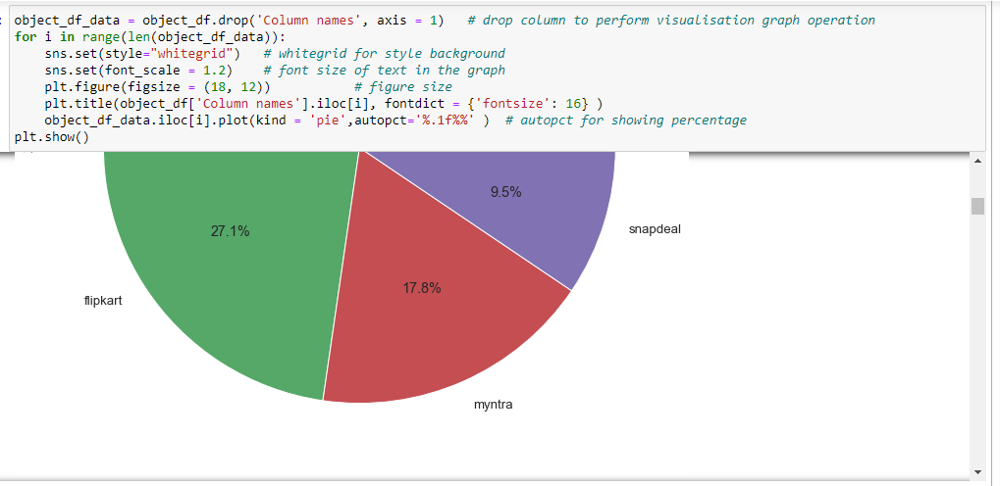 object_df_data = object_df.drop('Column names', axis = 1)   # drop column to perform visualisation graph operation
for i in range(len(object_df_data)):
    sns.set(style="whitegrid")   # whitegrid for style background
    sns.set(font_scale = 1.2)    # font size of text in the graph
    plt.figure(figsize = (18, 12))           # figure size
    plt.title(object_df['Column names'].iloc[i], fontdict = {'fontsize': 16} )
    object_df_data.iloc[i].plot(kind = 'pie',autopct='%.1f%%' )  # autopct for showing percentage
plt.show()
9.5%
snapdeal
27.1%
17.8%
flipkart
myntra